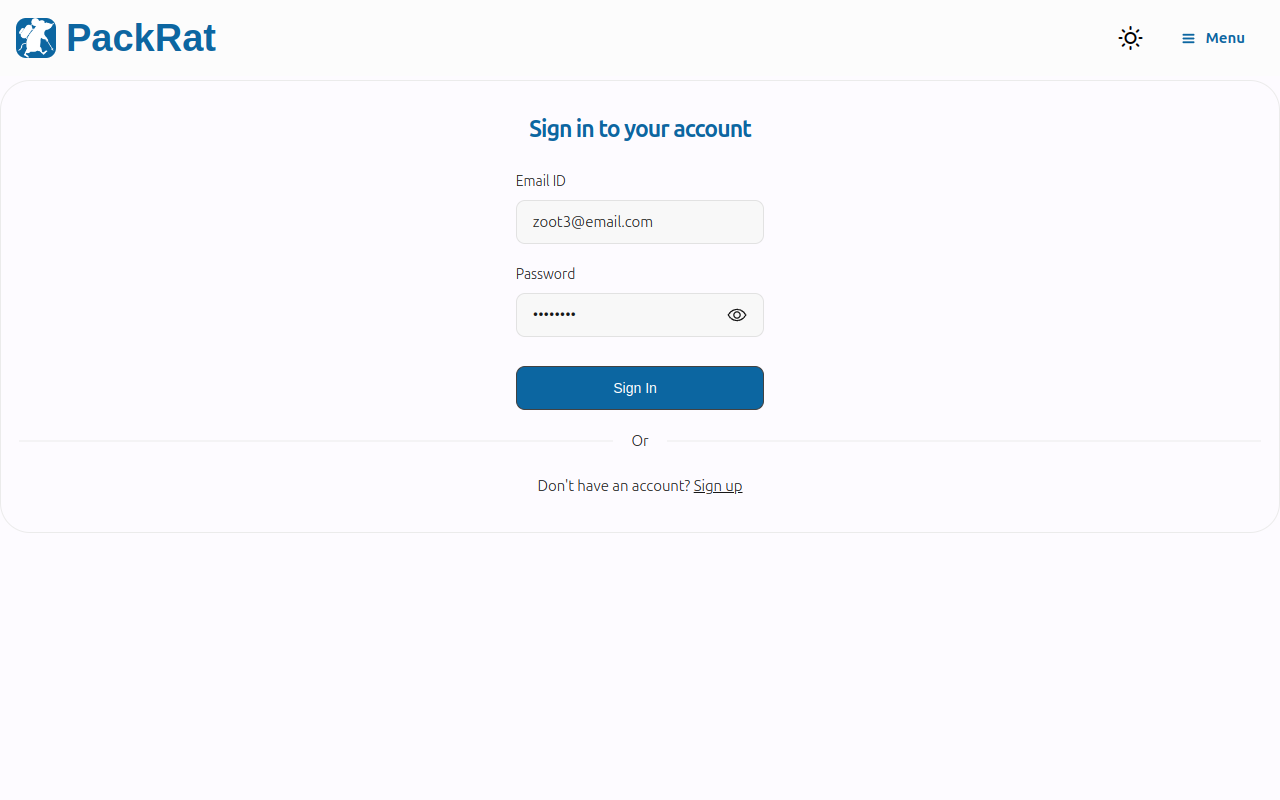 PackRat
Menu
Sign in to your account
Email ID
zoot3@email.com
Password
••••••••
Sign In
Or
Don't have an account? Sign up